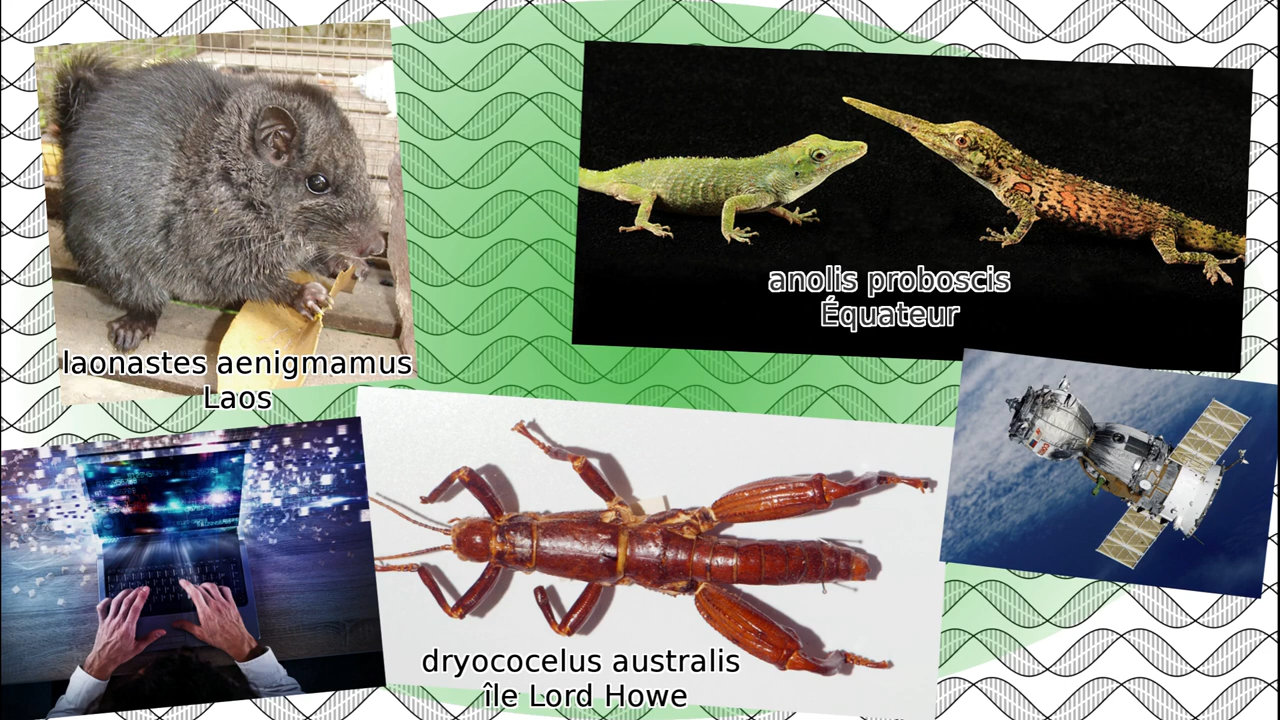 laonastes aenigmamus
Laos
anolis proboscis
Équateur
dryococelus australis
île Lord Howe